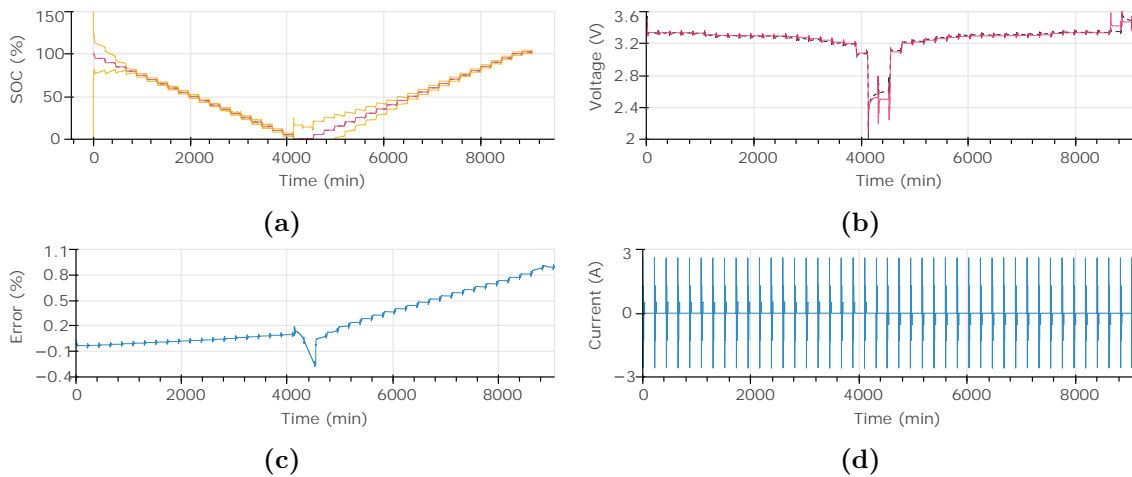 150
100
50
0
SOC (%)
0 2000 4000 6000 8000
Time (min)
(a)
3.6
3.2
2.8
2.4
2
Voltage (V)
0 2000 4000 6000 8000
Time (min)
(b)
1.1
0.8
0.5
0.2
−0.1
−0.4
Error (%)
0 2000 4000 6000 8000
Time (min)
(c)
3
0
−3
Current (A)
0 2000 4000 6000 8000
Time (min)
(d)